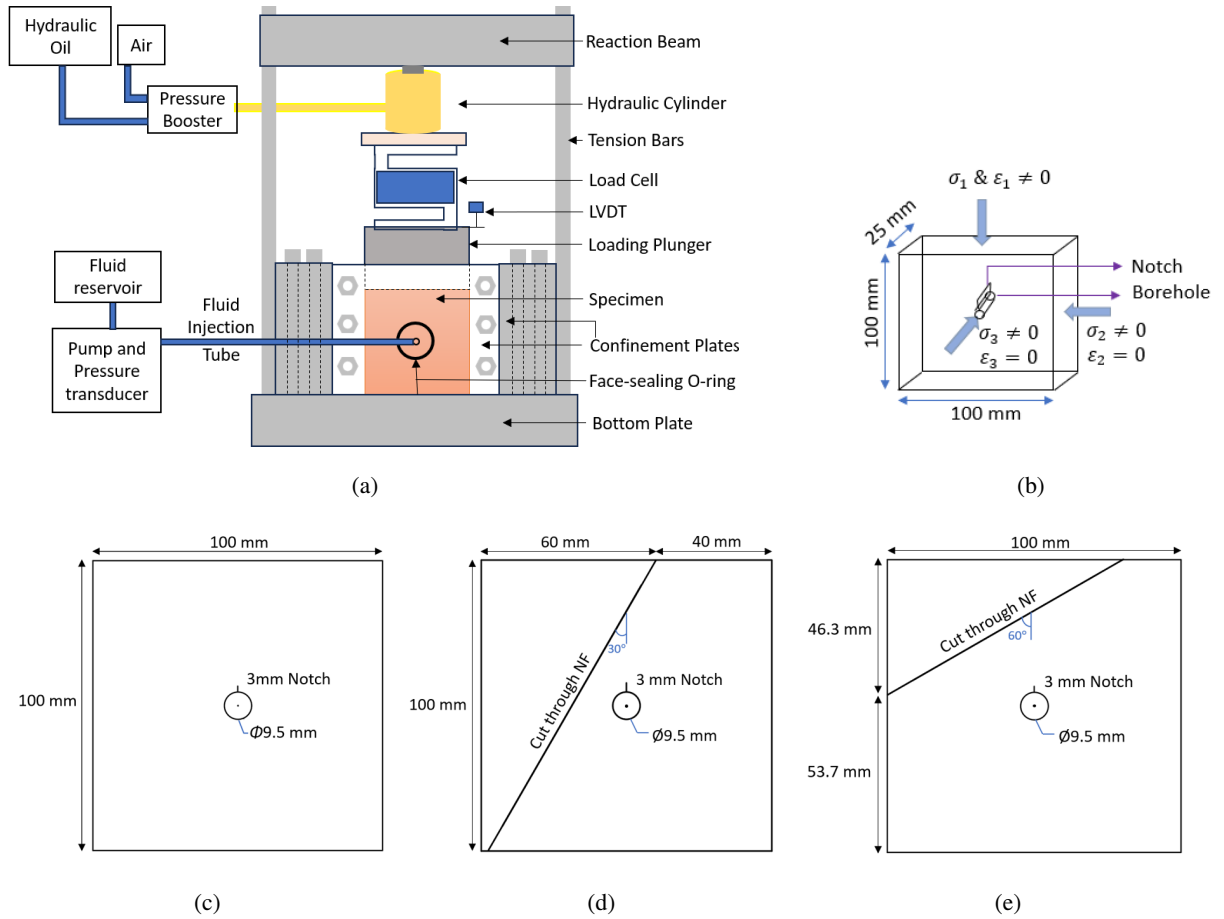 Hydraulic
Oil
Air
Pressure
Booster
Reaction Beam
Hydraulic Cylinder
Tension Bars
Load Cell
LVDT
Loading Plunger
Fluid
reservoir
Fluid
Injection
Tube
Pump and
Pressure
transducer
Specimen
Confinement Plates
Face-sealing O-ring
Bottom Plate
(a)
σ₁ & ε₁ ≠ 0
25 mm
100 mm
Notch
Borehole
σ₃ ≠ 0
ε₃ = 0
σ₂ ≠ 0
ε₂ = 0
100 mm
(b)
100 mm
100 mm
3mm Notch
Φ9.5 mm
(c)
60 mm
40 mm
100 mm
Cut through NF
30°
3 mm Notch
Ø9.5 mm
(d)
100 mm
46.3 mm
53.7 mm
Cut through NF
60°
3 mm Notch
Ø9.5 mm
(e)